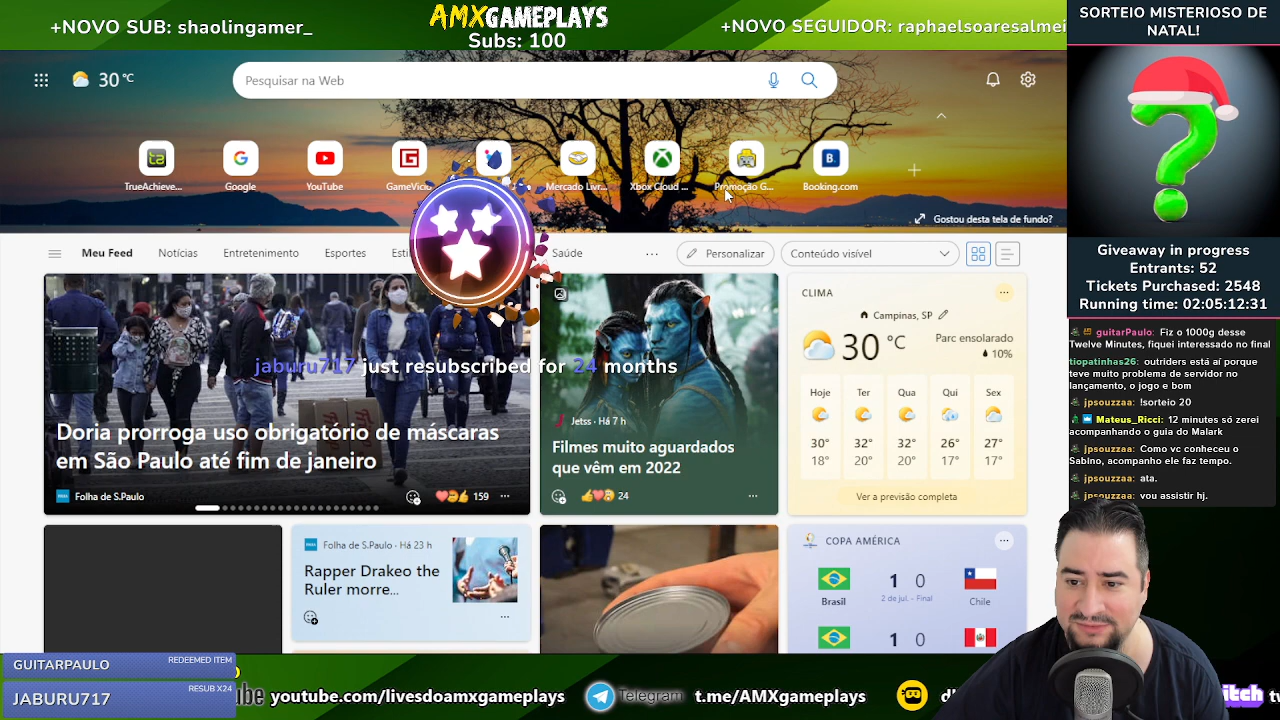 +NOVO SUB: shaolingamer_
AMXGAMEPLAYS
Subs: 100
+NOVO SEGUIDOR: raphaelsoaresalmei
SORTEIO MISTERIOSO DE
NATAL!
30 °C
Pesquisar na Web
TrueAchieve...
Google
YouTube
GameVicio
Mercado Livr...
Xbox Cloud ...
Promoção G...
Booking.com
Gostou desta tela de fundo?
Meu Feed
Notícias
Entretenimento
Esportes
Saúde
Personalizar
Conteúdo visível
Giveaway in progress
Entrants: 52
Tickets Purchased: 2548
Running time: 02:05:12:31
jaburu717 just resubscribed for 24 months
Doria prorroga uso obrigatório de máscaras
em São Paulo até fim de janeiro
Folha de S.Paulo
159
Jetss · Há 7 h
Filmes muito aguardados
que vêm em 2022
24
CLIMA
Campinas, SP
30 °C
Parc ensolarado
10%
Hoje Ter Qua Qui Sex
30° 32° 32° 26° 27°
18° 20° 20° 17° 17°
Ver a previsão completa
guitarPaulo: Fiz o 1000g desse
Twelve Minutes, fiquei interessado no final
tiopatinhas26: outriders está aí porque
teve muito problema de servidor no
lançamento, o jogo e bom
jpsouzzaa: !sorteio 20
Mateus_Ricci: 12 minutes só zerei
acompanhando o guia do Malark
jpsouzzaa: Como vc conheceu o
Sabino, acompanho ele faz tempo.
jpsouzzaa: ata.
jpsouzzaa: vou assistir hj.
Folha de S.Paulo · Há 23 h
Rapper Drakeo the
Ruler morre...
COPA AMÉRICA
1 0
2 de jul. - Final
Brasil
Chile
1 0
GUITARPAULO
REDEEMED ITEM
JABURU717
RESUB X24
youtube.com/livesdoamxgameplays
Telegram
t.me/AMXgameplays